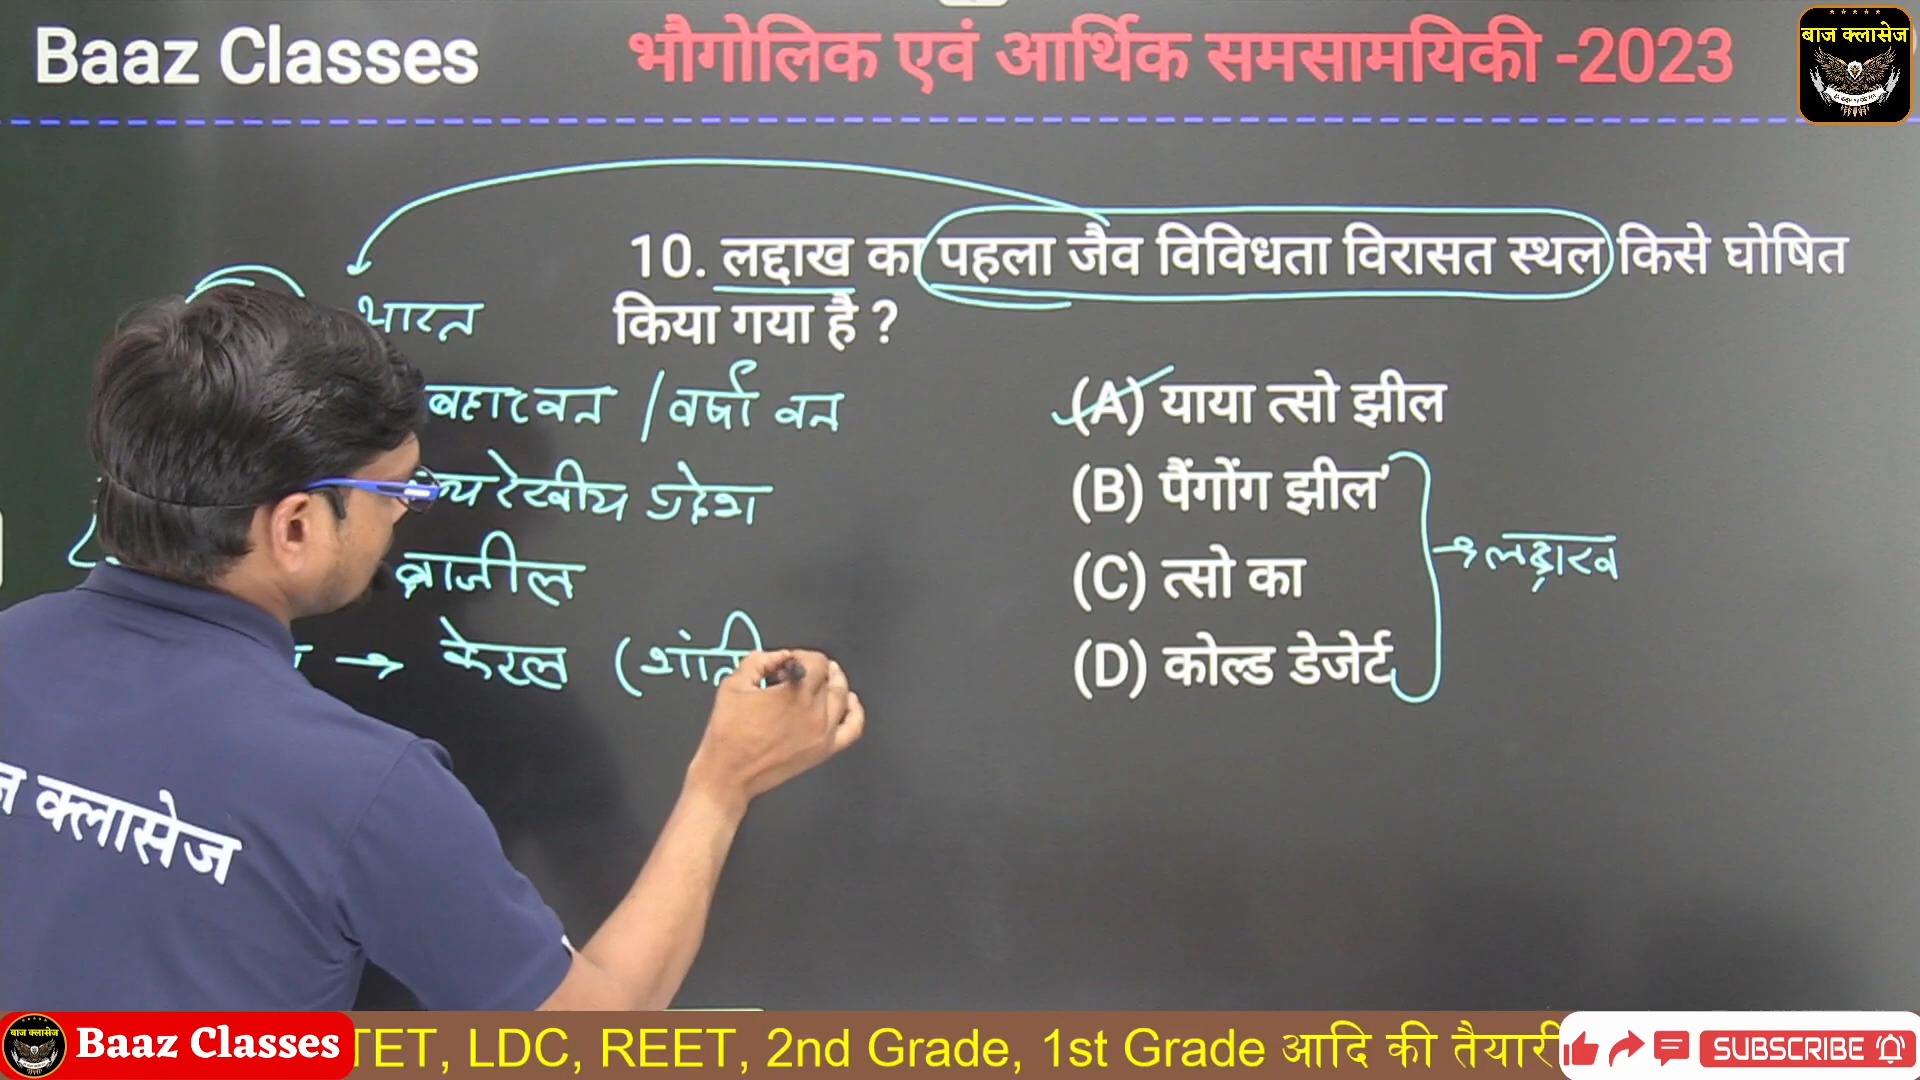 Baaz Classes
भौगोलिक एवं आर्थिक समसामयिकी -2023
बाज क्लासेज
10. लद्दाख का पहला जैव विविधता विरासत स्थल किसे घोषित
किया गया है ?
(A) याया त्सो झील
(B) पैंगोंग झील
(C) त्सो का
(D) कोल्ड डेजेर्ट
→ लद्दाख
भारत
वर्षा वन
रेखीय प्रदेश
ब्राजील
→ केरल (शांत
क्लासेज
बाज क्लासेज
Baaz Classes
TET, LDC, REET, 2nd Grade, 1st Grade आदि की तैयारी
SUBSCRIBE